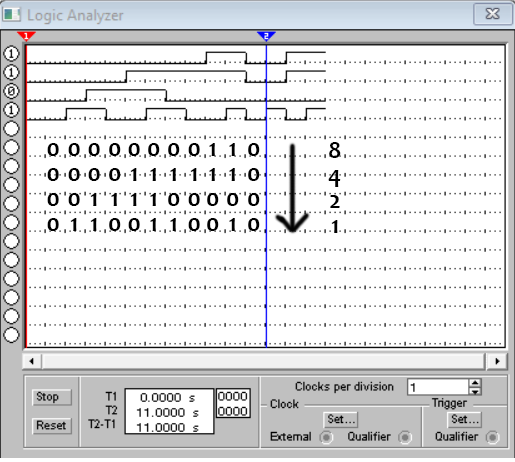 Logic Analyzer
1 2
1
1
0
1
0 0 0 0 0 0 0 0 1 1 0 8
0 0 0 0 1 1 1 1 1 1 0 4
0 0 1 1 1 1 0 0 0 0 0 2
0 1 1 0 0 1 1 0 0 1 0 1
Stop
Reset
T1 0.0000 s 0000
T2 11.0000 s 0000
T2-T1 11.0000 s
Clocks per division 1
Clock
Set...
External Qualifier
Trigger
Set...
Qualifier